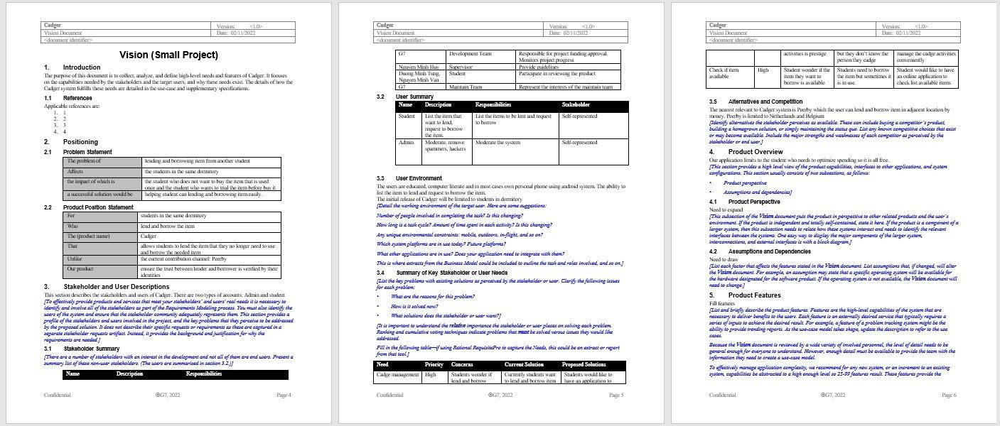 Cadger
Version: <1.0>
Vision Document
Date: 02/11/2022
<document identifier>
Vision (Small Project)
1. Introduction
The purpose of this document is to collect, analyze, and define high-level needs and features of Cadger. It focuses
on the capabilities needed by the stakeholders and the target users, and why these needs exist. The details of how the
Cadger system fulfills these needs are detailed in the use-case and supplementary specifications.
1.1 References
Applicable references are:
1. 1
2. 2
3. 3
4. 4
2. Positioning
2.1 Problem Statement
The problem of lending and borrowing item from another student
Affects the students in the same dormitory
the impact of which is the student who does not want to buy the item that is used
once and the student who wants to trial the item before buy it
a successful solution would be helping student can lending and borrowing item easily.
2.2 Product Position Statement
For students in the same dormitory
Who lend and borrow the item
The (product name) Cadger
That allows students to lend the item that they no longer need to use
and borrow the needed item
Unlike the current contribution channel: Peerby
Our product ensure the trust between lender and borrower is verified by their
identities
3. Stakeholder and User Descriptions
This section describes the stakeholders and users of Cadger. There are two types of accounts: Admin and student
[To effectively provide products and services that meet your stakeholders' and users' real needs it is necessary to
identify and involve all of the stakeholders as part of the Requirements Modeling process. You must also identify the
users of the system and ensure that the stakeholder community adequately represents them. This section provides a
profile of the stakeholders and users involved in the project, and the key problems that they perceive to be addressed
by the proposed solution. It does not describe their specific requests or requirements as these are captured in a
separate stakeholder requests artifact. Instead, it provides the background and justification for why the
requirements are needed.]
3.1 Stakeholder Summary
[There are a number of stakeholders with an interest in the development and not all of them are end users. Present a
summary list of these non-user stakeholders. (The users are summarized in section 3.2.)]
Name Description Responsibilities
Confidential ©G7, 2022 Page 4
Cadger
Version: <1.0>
Vision Document
Date: 02/11/2022
<document identifier>
G7 Development Team Responsible for project funding approval.
Monitors project progress
Nguyen Minh Huy Supervisor Provide guidelines
Duong Minh Tung, Student Participate in reviewing the product
Nguyen Minh Van
G7 Maintain Team Represent the interests of the maintain team
3.2 User Summary
Name Description Responsibilities Stakeholder
Student List the item that List the items to be lent and request Self-represented
want to lend, to borrow
request to borrow
the item.
Admin Moderate, remove Moderate the system Self-represented
spammers, hackers
3.3 User Environment
The users are educated, computer literate and in most cases own personal phone using android system. The ability to
list the item to lend and request to borrow the item.
The initial release of Cadger will be limited to students in dormitory
[Detail the working environment of the target user. Here are some suggestions:
Number of people involved in completing the task? Is this changing?
How long is a task cycle? Amount of time spent in each activity? Is this changing?
Any unique environmental constraints: mobile, outdoors, in-flight, and so on?
Which system platforms are in use today? Future platforms?
What other applications are in use? Does your application need to integrate with them?
This is where extracts from the Business Model could be included to outline the task and roles involved, and so on.]
3.4 Summary of Key Stakeholder or User Needs
[List the key problems with existing solutions as perceived by the stakeholder or user. Clarify the following issues
for each problem:
• What are the reasons for this problem?
• How is it solved now?
• What solutions does the stakeholder or user want?]
[It is important to understand the relative importance the stakeholder or user places on solving each problem.
Ranking and cumulative voting techniques indicate problems that must be solved versus issues they would like
addressed.
Fill in the following table—if using Rational RequisitePro to capture the Needs, this could be an extract or report
from that tool.]
Need Priority Concerns Current Solution Proposed Solutions
Cadge management High Students wonder if Currently students want Students would like to
lend and borrow to lend and borrow item have an application to
Confidential ©G7, 2022 Page 5
Cadger
Version: <1.0>
Vision Document
Date: 02/11/2022
<document identifier>
activities is prestige but they don't know the manage the cadge activities
person they cadge conveniently
Check if item High Student wonder if the Students need to borrow Student would like to have
available item they want to the item but sometimes it an online application to
borrow is available is in use check list available items
3.5 Alternatives and Competition
The nearest relevant to Cadger system is Peerby which the user can lend and borrow item in adjacent location by
money. Peerby is limited to Netherlands and Belgium
[Identify alternatives the stakeholder perceives as available. These can include buying a competitor's product,
building a homegrown solution, or simply maintaining the status quo. List any known competitive choices that exist
or may become available. Include the major strengths and weaknesses of each competitor as perceived by the
stakeholder or end user.]
4. Product Overview
Our application limits to the student who needs to optimize spending so it is all free.
[This section provides a high level view of the product capabilities, interfaces to other applications, and system
configurations. This section usually consists of two subsections, as follows:
• Product perspective
• Assumptions and dependencies]
4.1 Product Perspective
Need to expand
[This subsection of the Vision document puts the product in perspective to other related products and the user's
environment. If the product is independent and totally self-contained, state it here. If the product is a component of a
larger system, then this subsection needs to relate how these systems interact and needs to identify the relevant
interfaces between the systems. One easy way to display the major components of the larger system,
interconnections, and external interfaces is with a block diagram.]
4.2 Assumptions and Dependencies
Need to draw
[List each factor that affects the features stated in the Vision document. List assumptions that, if changed, will alter
the Vision document. For example, an assumption may state that a specific operating system will be available for
the hardware designated for the software product. If the operating system is not available, the Vision document will
need to change.]
5. Product Features
Fill features
[List and briefly describe the product features. Features are the high-level capabilities of the system that are
necessary to deliver benefits to the users. Each feature is an externally desired service that typically requires a
series of inputs to achieve the desired result. For example, a feature of a problem tracking system might be the
ability to provide trending reports. As the use-case model takes shape, update the description to refer to the use
cases.
Because the Vision document is reviewed by a wide variety of involved personnel, the level of detail needs to be
general enough for everyone to understand. However, enough detail must be available to provide the team with the
information they need to create a use-case model.
To effectively manage application complexity, we recommend for any new system, or an increment to an existing
system, capabilities be abstracted to a high enough level so 25-99 features result. These features provide the
Confidential ©G7, 2022 Page 6